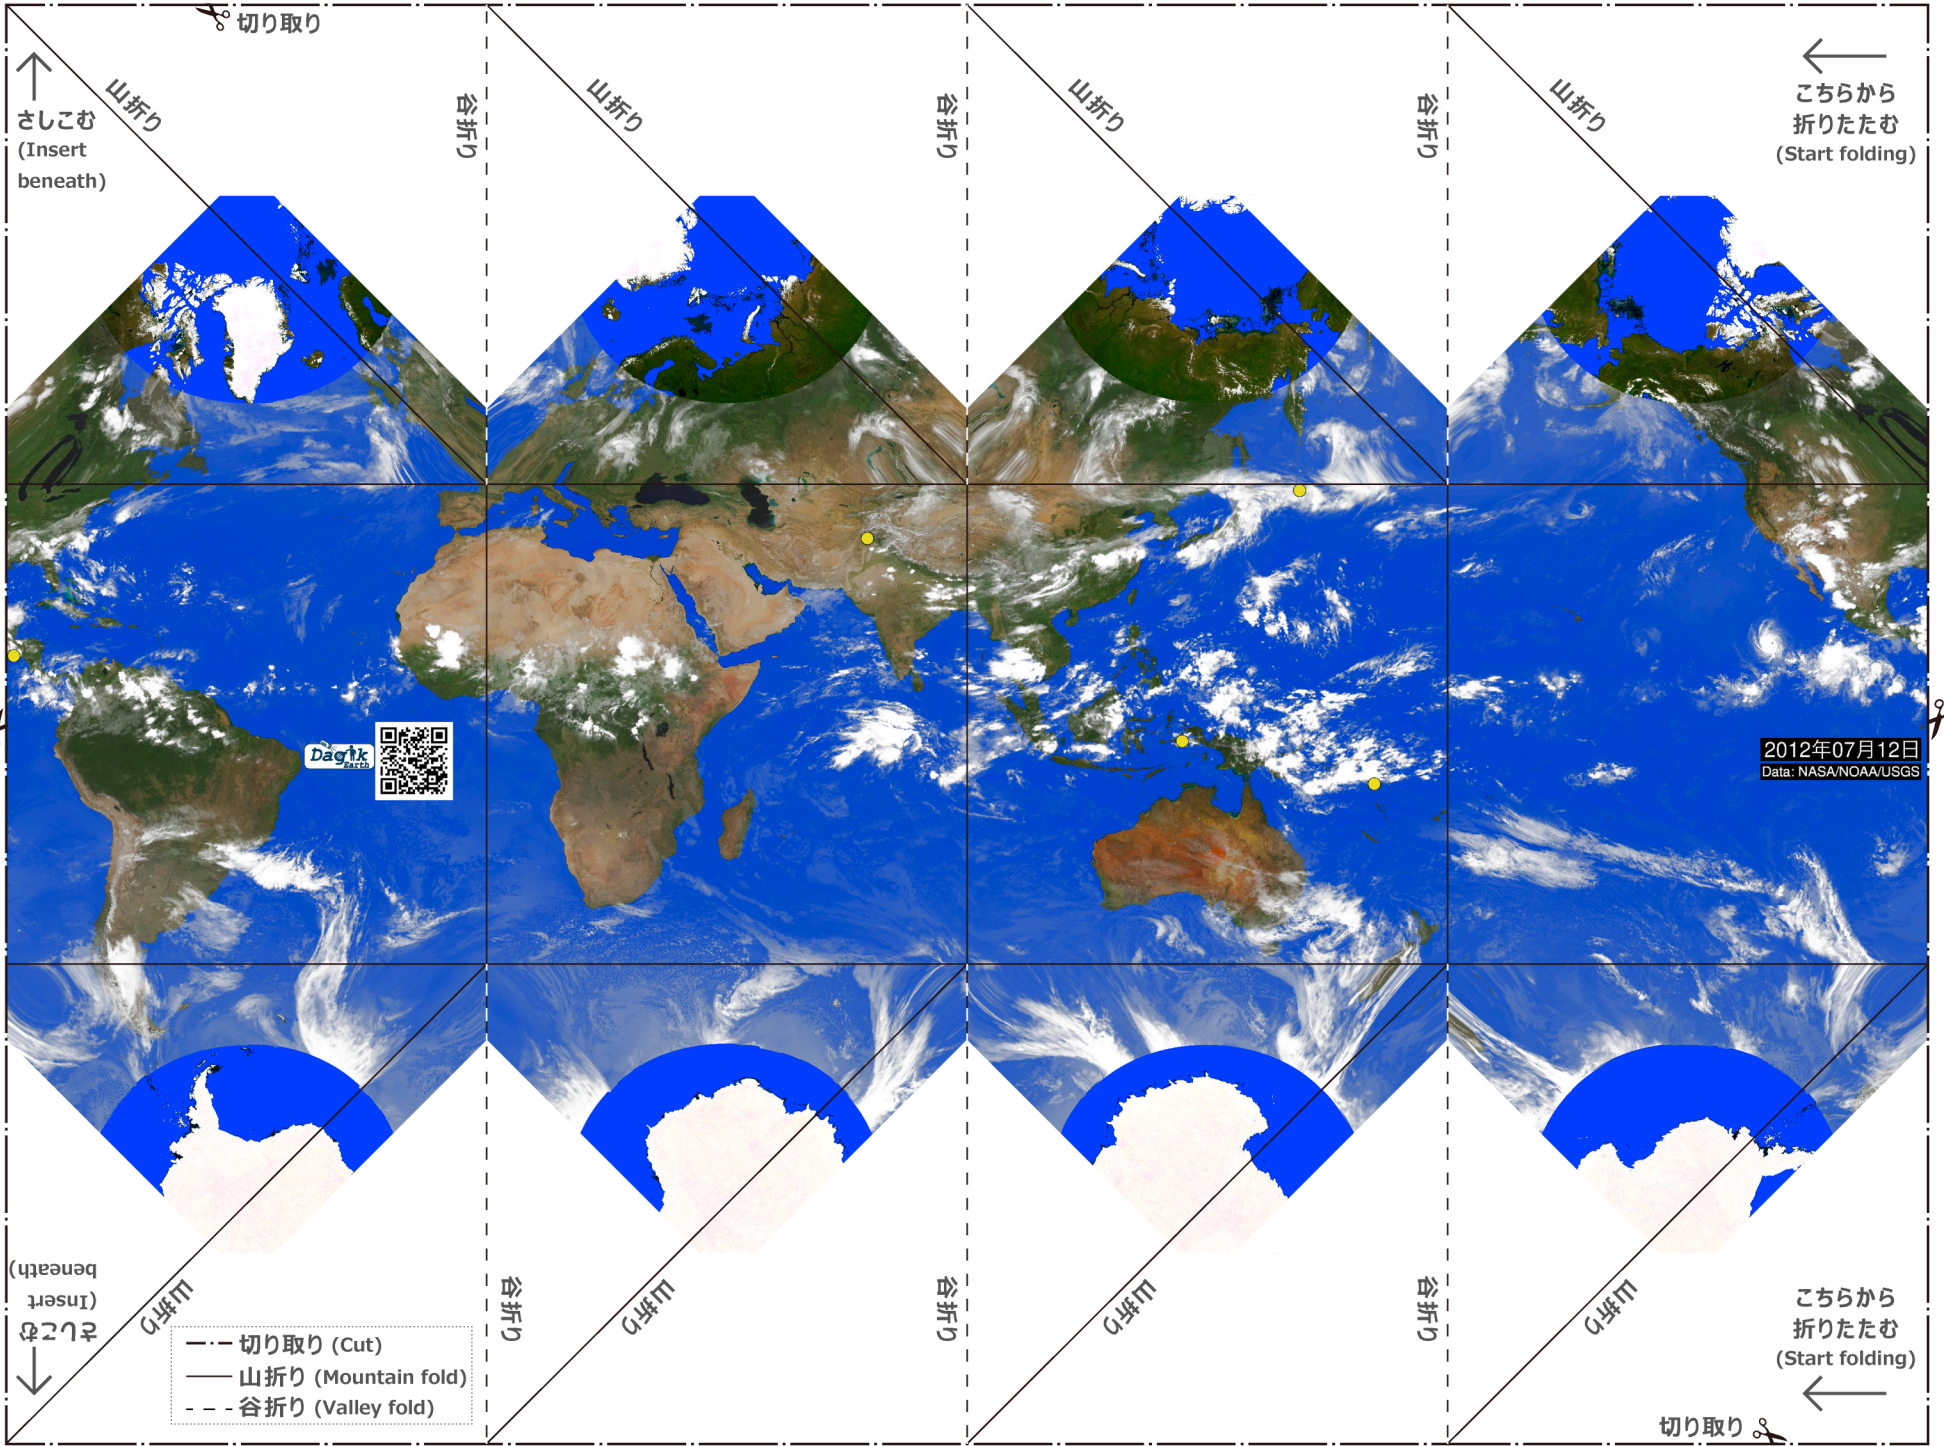 切り取り
山折り
谷折り
山折り
谷折り
山折り
谷折り
山折り
さしこむ
(Insert
beneath)
こちらから
折りたたむ
(Start folding)
Dagik
Earth
2012年07月12日
Data: NASA/NOAA/USGS
さしこむ
(Insert
beneath)
山折り
谷折り
山折り
谷折り
山折り
谷折り
山折り
こちらから
折りたたむ
(Start folding)
切り取り (Cut)
山折り (Mountain fold)
谷折り (Valley fold)
切り取り